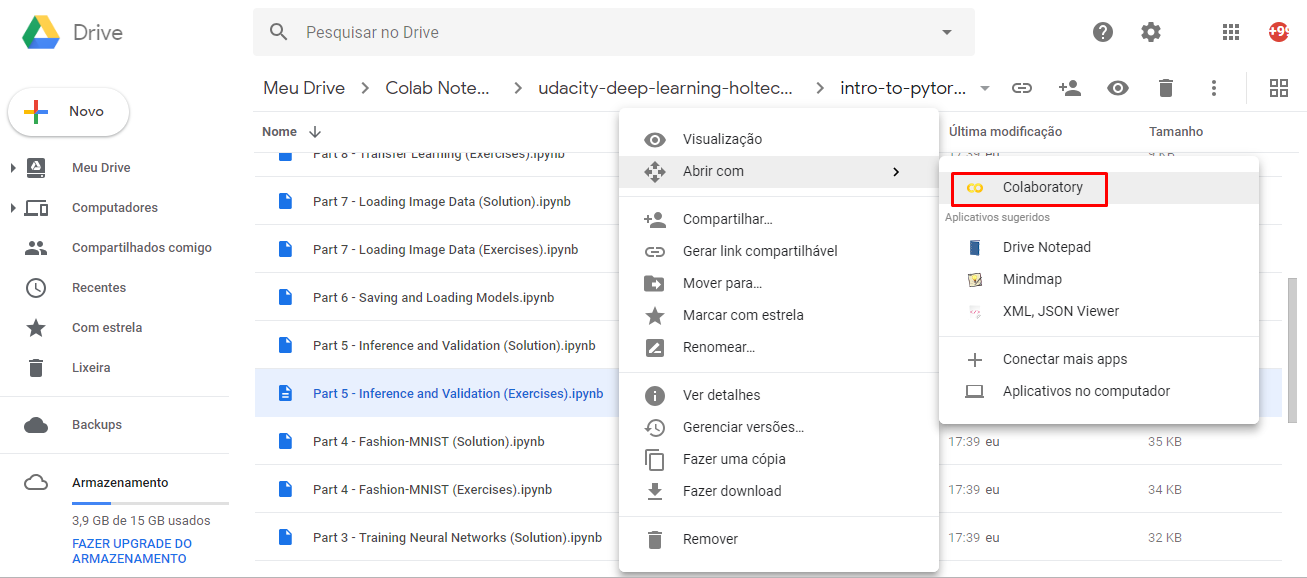 Drive
Pesquisar no Drive
+99
Meu Drive
Colab Note...
udacity-deep-learning-holtec...
intro-to-pytor...
Novo
Meu Drive
Computadores
Compartilhados comigo
Recentes
Com estrela
Lixeira
Backups
Armazenamento
3,9 GB de 15 GB usados
FAZER UPGRADE DO
ARMAZENAMENTO
Nome
Última modificação
Tamanho
Part 8 - Transfer Learning (Exercises).ipynb
17:39 eu
9 KB
Part 7 - Loading Image Data (Solution).ipynb
Part 7 - Loading Image Data (Exercises).ipynb
Part 6 - Saving and Loading Models.ipynb
Part 5 - Inference and Validation (Solution).ipynb
Part 5 - Inference and Validation (Exercises).ipynb
Part 4 - Fashion-MNIST (Solution).ipynb
17:39 eu
35 KB
Part 4 - Fashion-MNIST (Exercises).ipynb
17:39 eu
34 KB
Part 3 - Training Neural Networks (Solution).ipynb
17:39 eu
32 KB
Visualização
Abrir com
Compartilhar...
Gerar link compartilhável
Mover para...
Marcar com estrela
Renomear...
Ver detalhes
Gerenciar versões...
Fazer uma cópia
Fazer download
Remover
Colaboratory
Aplicativos sugeridos
Drive Notepad
Mindmap
XML, JSON Viewer
Conectar mais apps
Aplicativos no computador